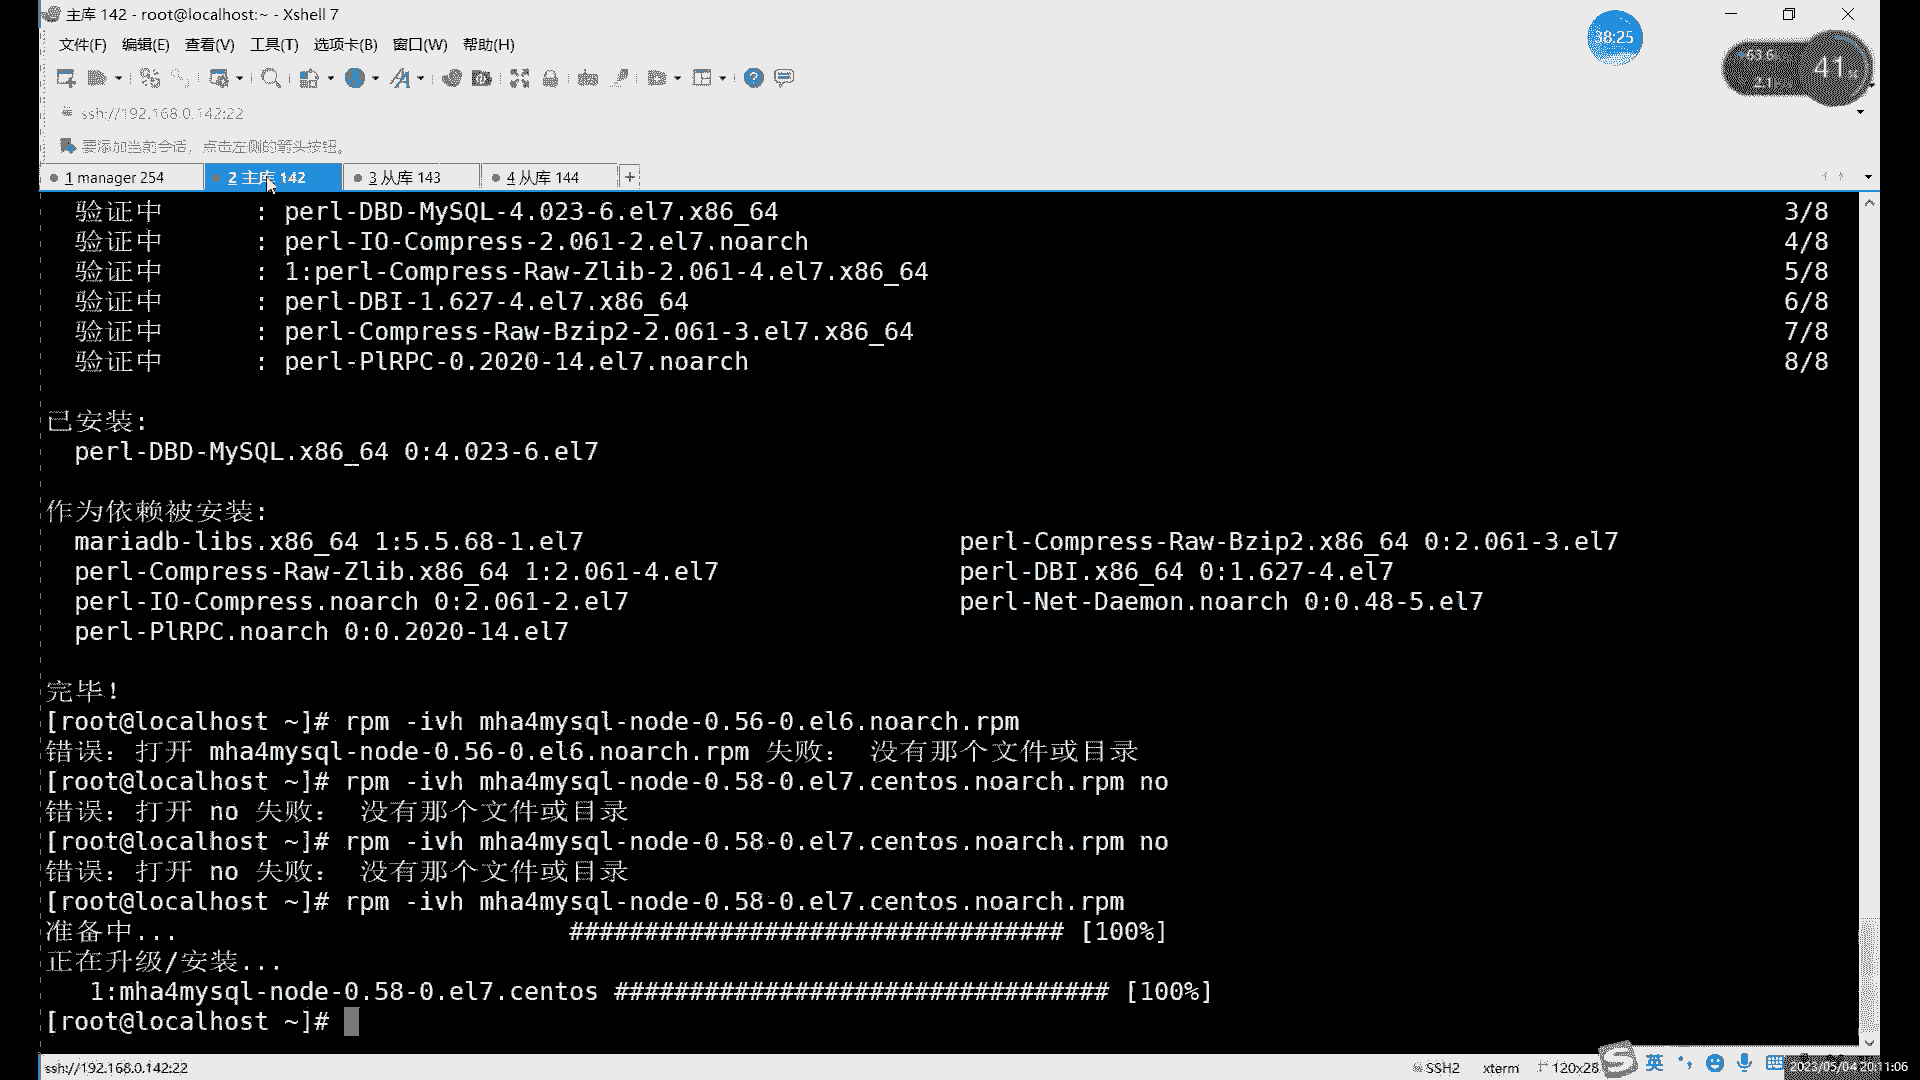 主库 142 - root@localhost:~ - Xshell 7
文件(F) 编辑(E) 查看(V) 工具(T) 选项卡(B) 窗口(W) 帮助(H)
38:25
41
ssh://192.168.0.142:22
要添加当前会话，点击左侧的箭头按钮。
1 manager 254 2 主库 142 3 从库 143 4 从库 144 +
验证中 : perl-DBD-MySQL-4.023-6.el7.x86_64 3/8
验证中 : perl-IO-Compress-2.061-2.el7.noarch 4/8
验证中 : 1:perl-Compress-Raw-Zlib-2.061-4.el7.x86_64 5/8
验证中 : perl-DBI-1.627-4.el7.x86_64 6/8
验证中 : perl-Compress-Raw-Bzip2-2.061-3.el7.x86_64 7/8
验证中 : perl-PlRPC-0.2020-14.el7.noarch 8/8
已安装:
perl-DBD-MySQL.x86_64 0:4.023-6.el7
作为依赖被安装:
mariadb-libs.x86_64 1:5.5.68-1.el7 perl-Compress-Raw-Bzip2.x86_64 0:2.061-3.el7
perl-Compress-Raw-Zlib.x86_64 1:2.061-4.el7 perl-DBI.x86_64 0:1.627-4.el7
perl-IO-Compress.noarch 0:2.061-2.el7 perl-Net-Daemon.noarch 0:0.48-5.el7
perl-PlRPC.noarch 0:0.2020-14.el7
完毕！
[root@localhost ~]# rpm -ivh mha4mysql-node-0.56-0.el6.noarch.rpm
错误：打开 mha4mysql-node-0.56-0.el6.noarch.rpm 失败： 没有那个文件或目录
[root@localhost ~]# rpm -ivh mha4mysql-node-0.58-0.el7.centos.noarch.rpm no
错误：打开 no 失败： 没有那个文件或目录
[root@localhost ~]# rpm -ivh mha4mysql-node-0.58-0.el7.centos.noarch.rpm no
错误：打开 no 失败： 没有那个文件或目录
[root@localhost ~]# rpm -ivh mha4mysql-node-0.58-0.el7.centos.noarch.rpm
准备中... ################################# [100%]
正在升级/安装...
1:mha4mysql-node-0.58-0.el7.centos ################################# [100%]
[root@localhost ~]#
ssh://192.168.0.142:22 SSH2 xterm 120x28 英 2023/05/04 20:11:06